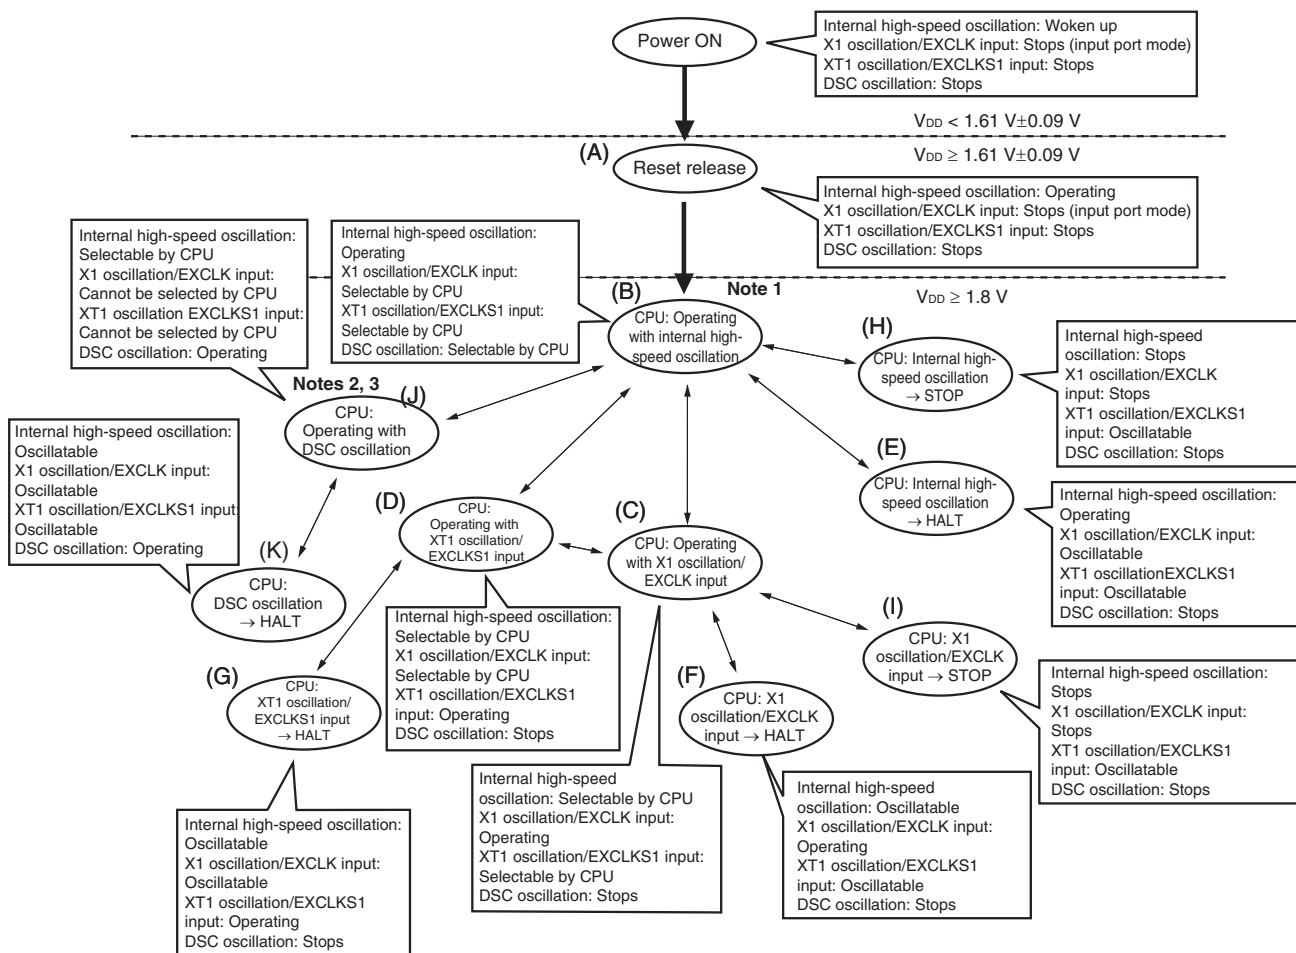 Power ON
Internal high-speed oscillation: Woken up
X1 oscillation/EXCLK input: Stops (input port mode)
XT1 oscillation/EXCLKS1 input: Stops
DSC oscillation: Stops
VDD < 1.61 V±0.09 V
(A)
VDD ≥ 1.61 V±0.09 V
Reset release
Internal high-speed oscillation: Operating
X1 oscillation/EXCLK input: Stops (input port mode)
XT1 oscillation/EXCLKS1 input: Stops
DSC oscillation: Stops
Internal high-speed oscillation:
Selectable by CPU
X1 oscillation/EXCLK input:
Cannot be selected by CPU
XT1 oscillation EXCLKS1 input:
Cannot be selected by CPU
DSC oscillation: Operating
Internal high-speed oscillation:
Operating
X1 oscillation/EXCLK input:
Selectable by CPU
XT1 oscillation/EXCLKS1 input:
Selectable by CPU
DSC oscillation: Selectable by CPU
(B)
Note 1
VDD ≥ 1.8 V
CPU: Operating
with internal high-
speed oscillation
(H)
CPU: Internal high-
speed oscillation
→ STOP
Internal high-speed
oscillation: Stops
X1 oscillation/EXCLK
input: Stops
XT1 oscillation/EXCLKS1
input: Oscillatable
DSC oscillation: Stops
Notes 2, 3
(J)
CPU:
Operating with
DSC oscillation
Internal high-speed oscillation:
Oscillatable
X1 oscillation/EXCLK input:
Oscillatable
XT1 oscillation/EXCLKS1 input:
Oscillatable
DSC oscillation: Operating
(E)
CPU: Internal high-
speed oscillation
→ HALT
Internal high-speed oscillation:
Operating
X1 oscillation/EXCLK input:
Oscillatable
XT1 oscillationEXCLKS1
input: Oscillatable
DSC oscillation: Stops
(D)
CPU:
Operating with
XT1 oscillation/
EXCLKS1 input
(C)
CPU: Operating
with X1 oscillation/
EXCLK input
(K)
CPU:
DSC oscillation
→ HALT
Internal high-speed oscillation:
Selectable by CPU
X1 oscillation/EXCLK input:
Selectable by CPU
XT1 oscillation/EXCLKS1
input: Operating
DSC oscillation: Stops
(I)
CPU: X1
oscillation/EXCLK
input → STOP
Internal high-speed oscillation:
Stops
X1 oscillation/EXCLK input:
Stops
XT1 oscillation/EXCLKS1
input: Oscillatable
DSC oscillation: Stops
(G)
CPU:
XT1 oscillation/
EXCLKS1 input
→ HALT
(F)
CPU: X1
oscillation/EXCLK
input → HALT
Internal high-speed
oscillation: Selectable by CPU
X1 oscillation/EXCLK input:
Operating
XT1 oscillation/EXCLKS1 input:
Selectable by CPU
DSC oscillation: Stops
Internal high-speed
oscillation: Oscillatable
X1 oscillation/EXCLK input:
Operating
XT1 oscillation/EXCLKS1
input: Oscillatable
DSC oscillation: Stops
Internal high-speed oscillation:
Oscillatable
X1 oscillation/EXCLK input:
Oscillatable
XT1 oscillation/EXCLKS1
input: Operating
DSC oscillation: Stops